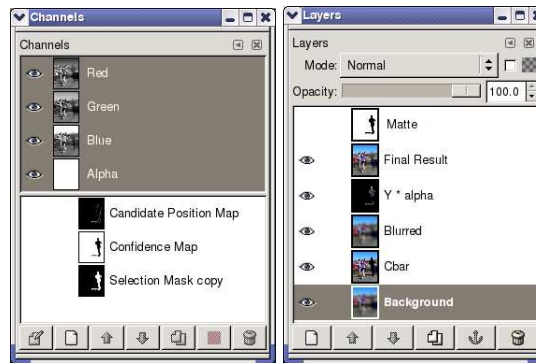 Channels
Channels
Red
Green
Blue
Alpha
Candidate Position Map
Confidence Map
Selection Mask copy
Layers
Layers
Mode: Normal
Opacity: 100.0
Matte
Final Result
Y * alpha
Blurred
Cbar
Background